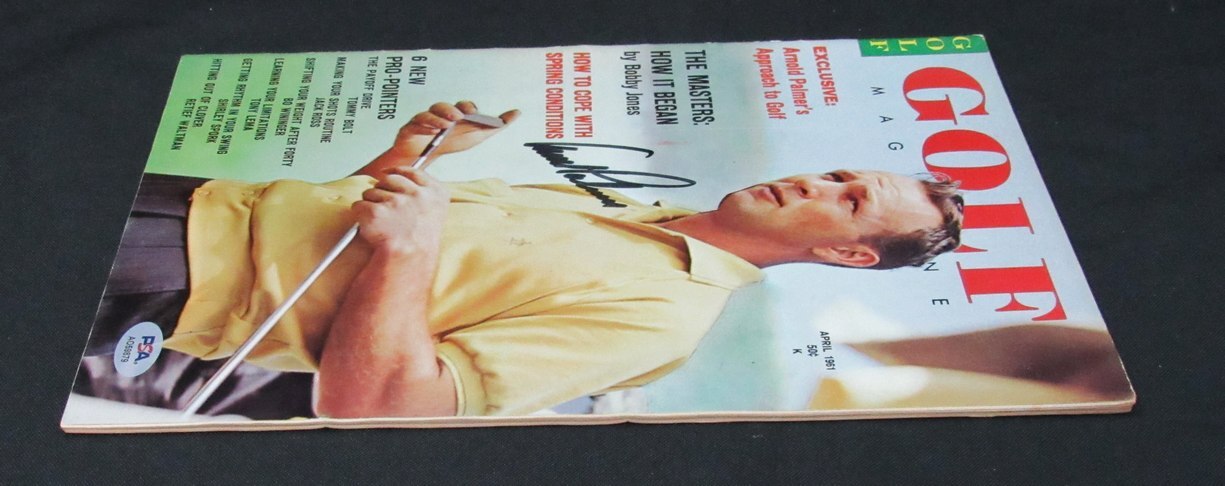 GOLF
GOLF
MAG NE
EXCLUSIVE:
Arnold Palmer's
Approach to Golf
THE MASTERS:
HOW IT BEGAN
by Bobby Jones
HOW TO COPE WITH
SPRING CONDITIONS
6 NEW
PRO-POINTERS
THE PAYOFF DRIVE
TOMMY BOLT
MAKING YOUR SHOTS ROUTINE
JACK ROSS
SHIFTING YOUR WEIGHT AFTER FORTY
BO WININGER
LEARNING YOUR LIMITATIONS
TONY LEMA
GETTING RHYTHM IN YOUR SWING
SHIRLEY SPORK
HITTING OUT OF CLOVER
RETIEF WALTMAN
APRIL 1961
50¢
K
PSA